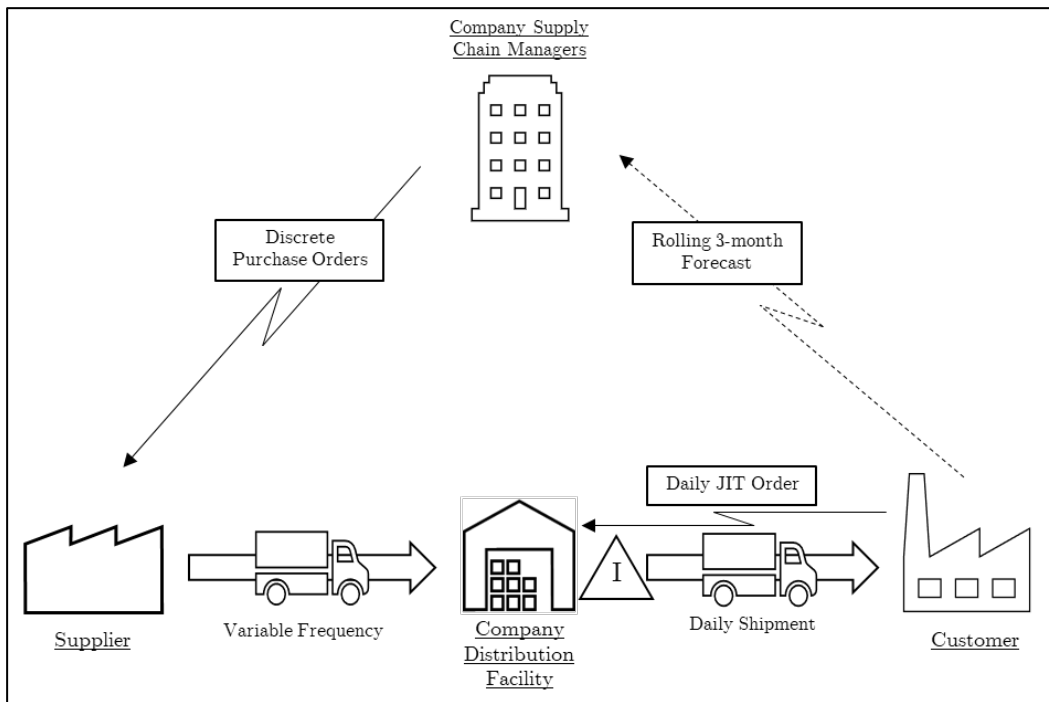 Company Supply
Chain Managers
Discrete
Purchase Orders
Rolling 3-month
Forecast
Daily JIT Order
I
Supplier
Variable Frequency
Company
Distribution
Facility
Daily Shipment
Customer